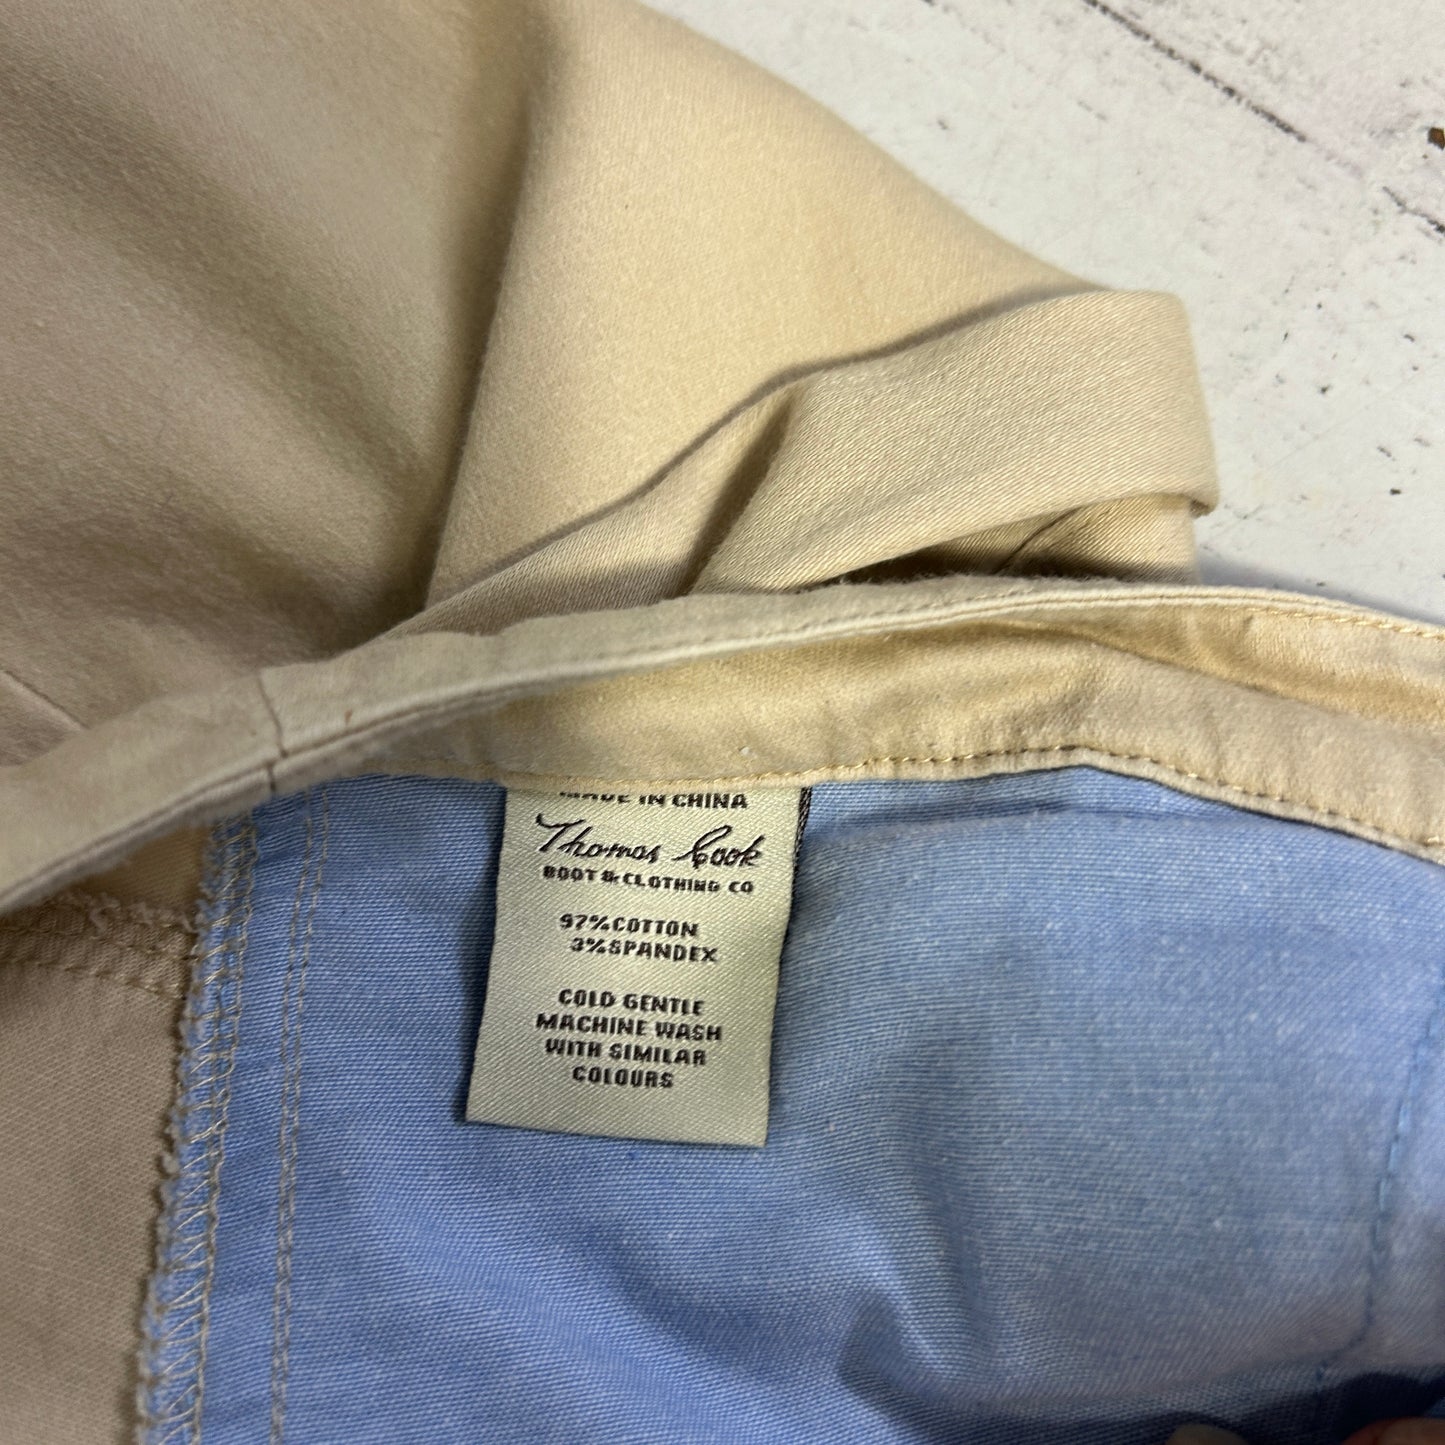 MADE IN CHINA
Thomas Cook
BOOT & CLOTHING CO
97%COTTON
3%SPANDEX
COLD GENTLE
MACHINE WASH
WITH SIMILAR
COLOURS